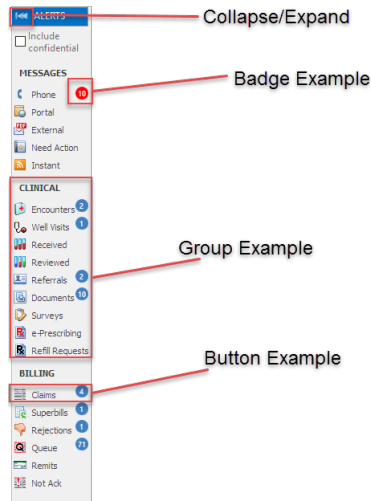 ALERTS
Collapse/Expand
Include
confidential
MESSAGES
Phone 10
Badge Example
Portal
External
Need Action
Instant
CLINICAL
Encounters 2
Well Visits 1
Received
Reviewed
Group Example
Referrals 2
Documents 10
Surveys
e-Prescribing
Refill Requests
BILLING
Button Example
Claims 4
Superbills 1
Rejections 1
Queue 71
Remits
Not Ack